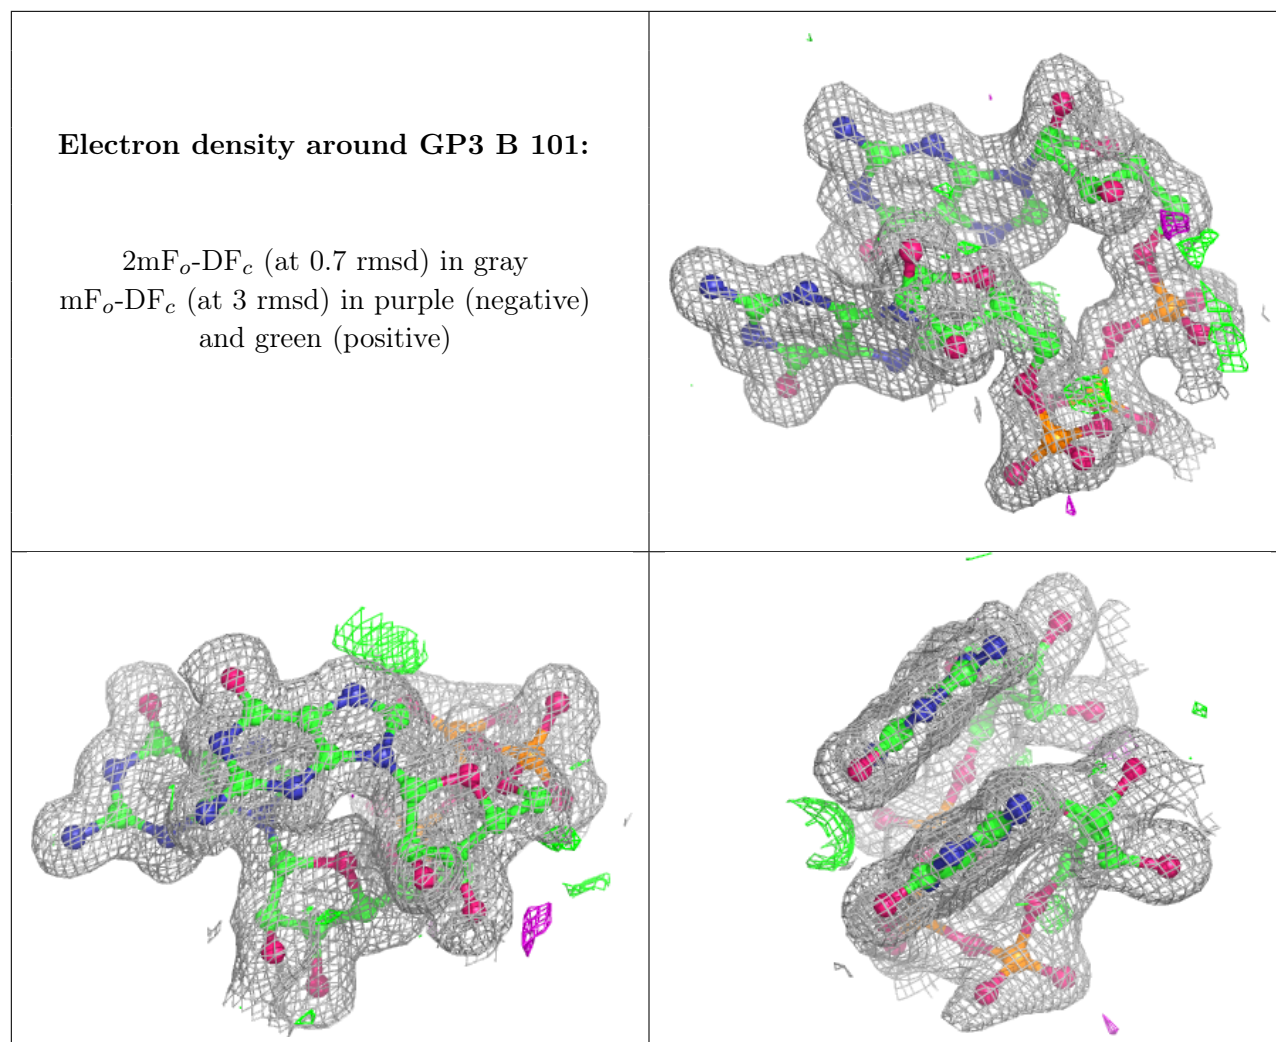 Electron density around GP3 B 101:
2mFo-DFc (at 0.7 rmsd) in gray
mFo-DFc (at 3 rmsd) in purple (negative)
and green (positive)